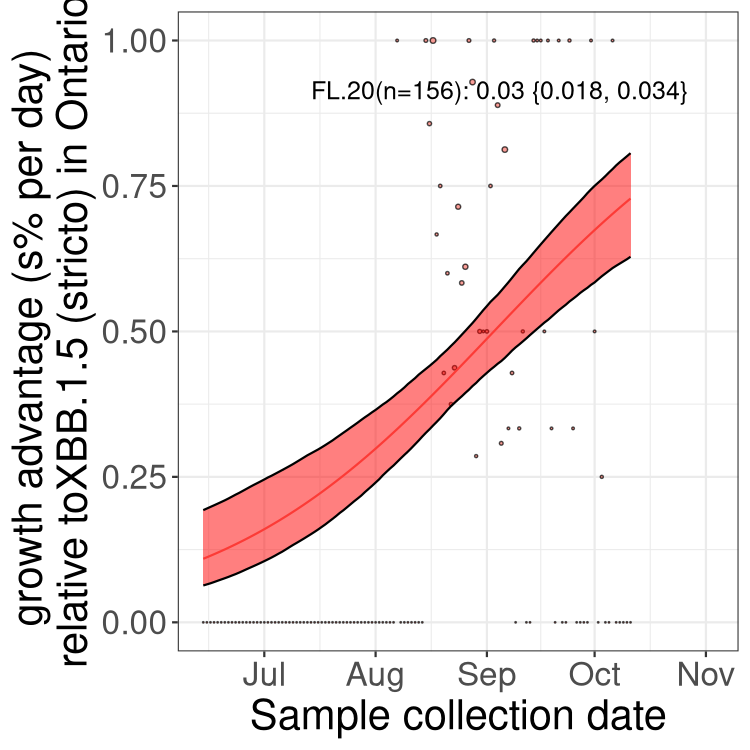 growth advantage (s% per day)
relative toXBB.1.5 (stricto) in Ontario
1.00
0.75
0.50
0.25
0.00
FL.20(n=156): 0.03 {0.018, 0.034}
Jul Aug Sep Oct Nov
Sample collection date